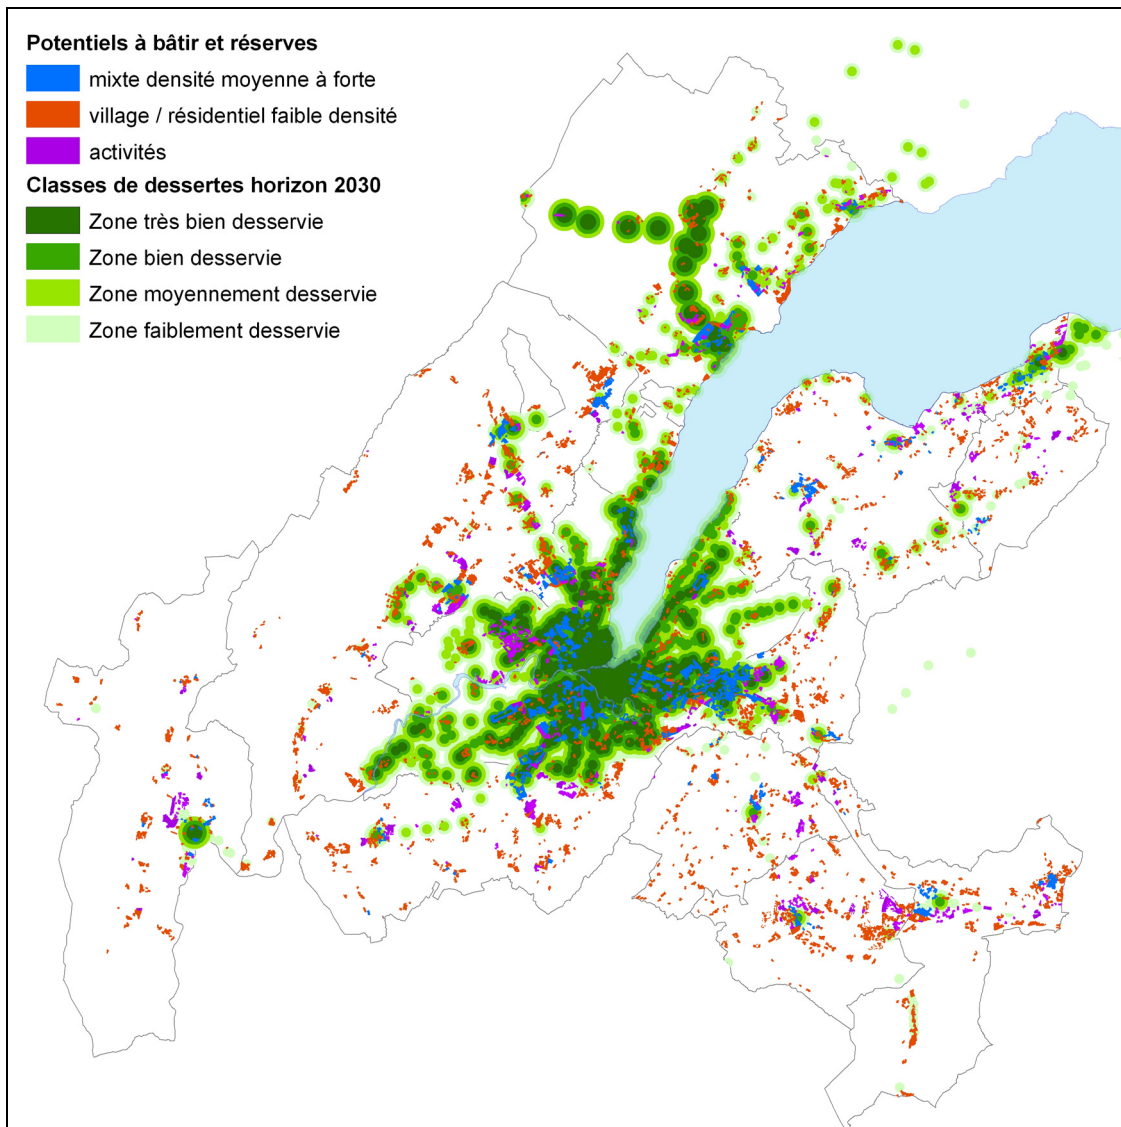 Potentiels à bâtir et réserves
mixte densité moyenne à forte
village / résidentiel faible densité
activités
Classes de dessertes horizon 2030
Zone très bien desservie
Zone bien desservie
Zone moyennement desservie
Zone faiblement desservie